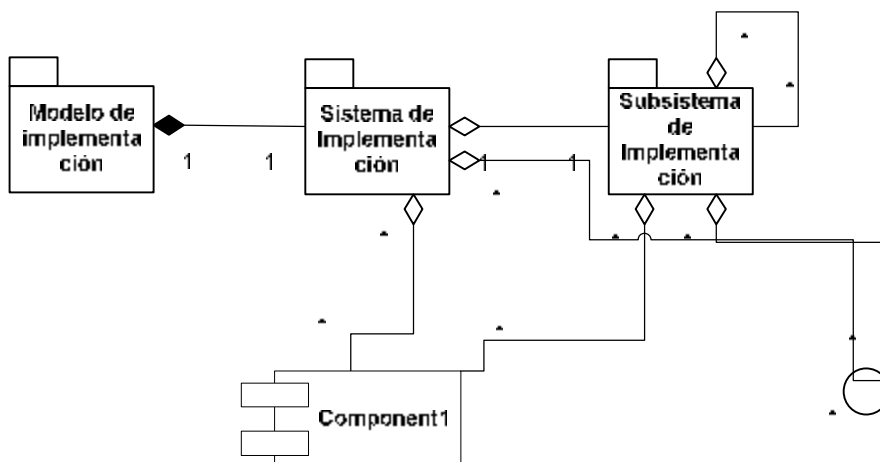 Modelo de
implementa
ción
Sistema de
Implementa
ción
Subsistema
de
Implementa
ción
*
*
1
1
1
1
*
*
*
*
*
*
*
*
Component1